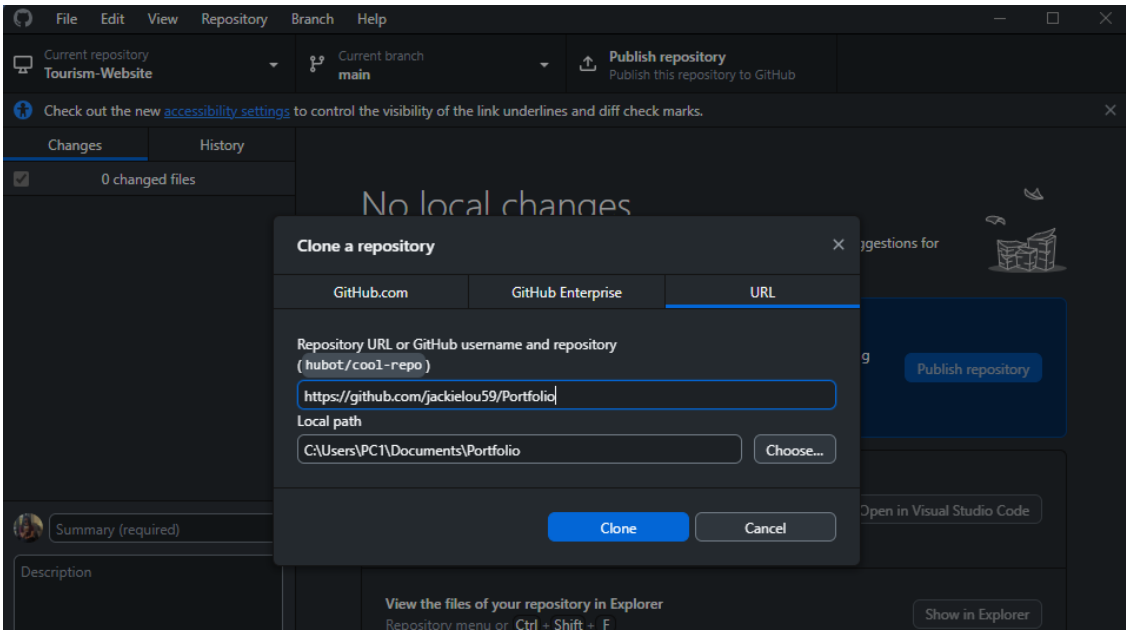 File Edit View Repository Branch Help
Current repository
Tourism-Website
Current branch
main
Publish repository
Publish this repository to GitHub
Check out the new accessibility settings to control the visibility of the link underlines and diff check marks.
Changes History
0 changed files
No local changes
Clone a repository
ggestions for
GitHub.com GitHub Enterprise URL
Repository URL or GitHub username and repository
(hubot/cool-repo)
https://github.com/jackielou59/Portfolio
Publish repository
Local path
C:\Users\PC1\Documents\Portfolio Choose...
Open in Visual Studio Code
Clone Cancel
Summary (required)
Description
View the files of your repository in Explorer
Repository menu or Ctrl + Shift + F
Show in Explorer